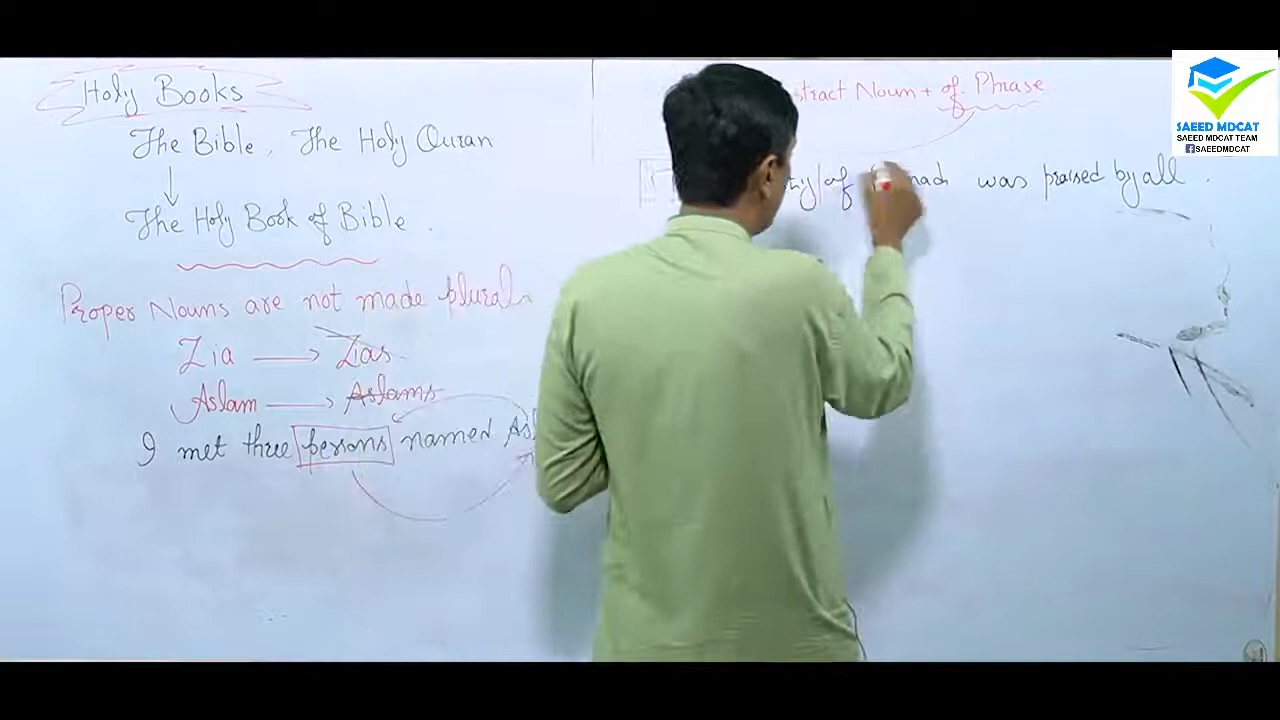 Holy Books
The Bible, The Holy Quran
The Holy Book of Bible.
Proper Nouns are not made plural
Zia → Zias.
Aslam → Aslams
I met three persons named
stract Noun + of. Phrase
of was praised by all.
SAEED MDCAT
SAEED MDCAT TEAM
f/SAEEDMDCAT